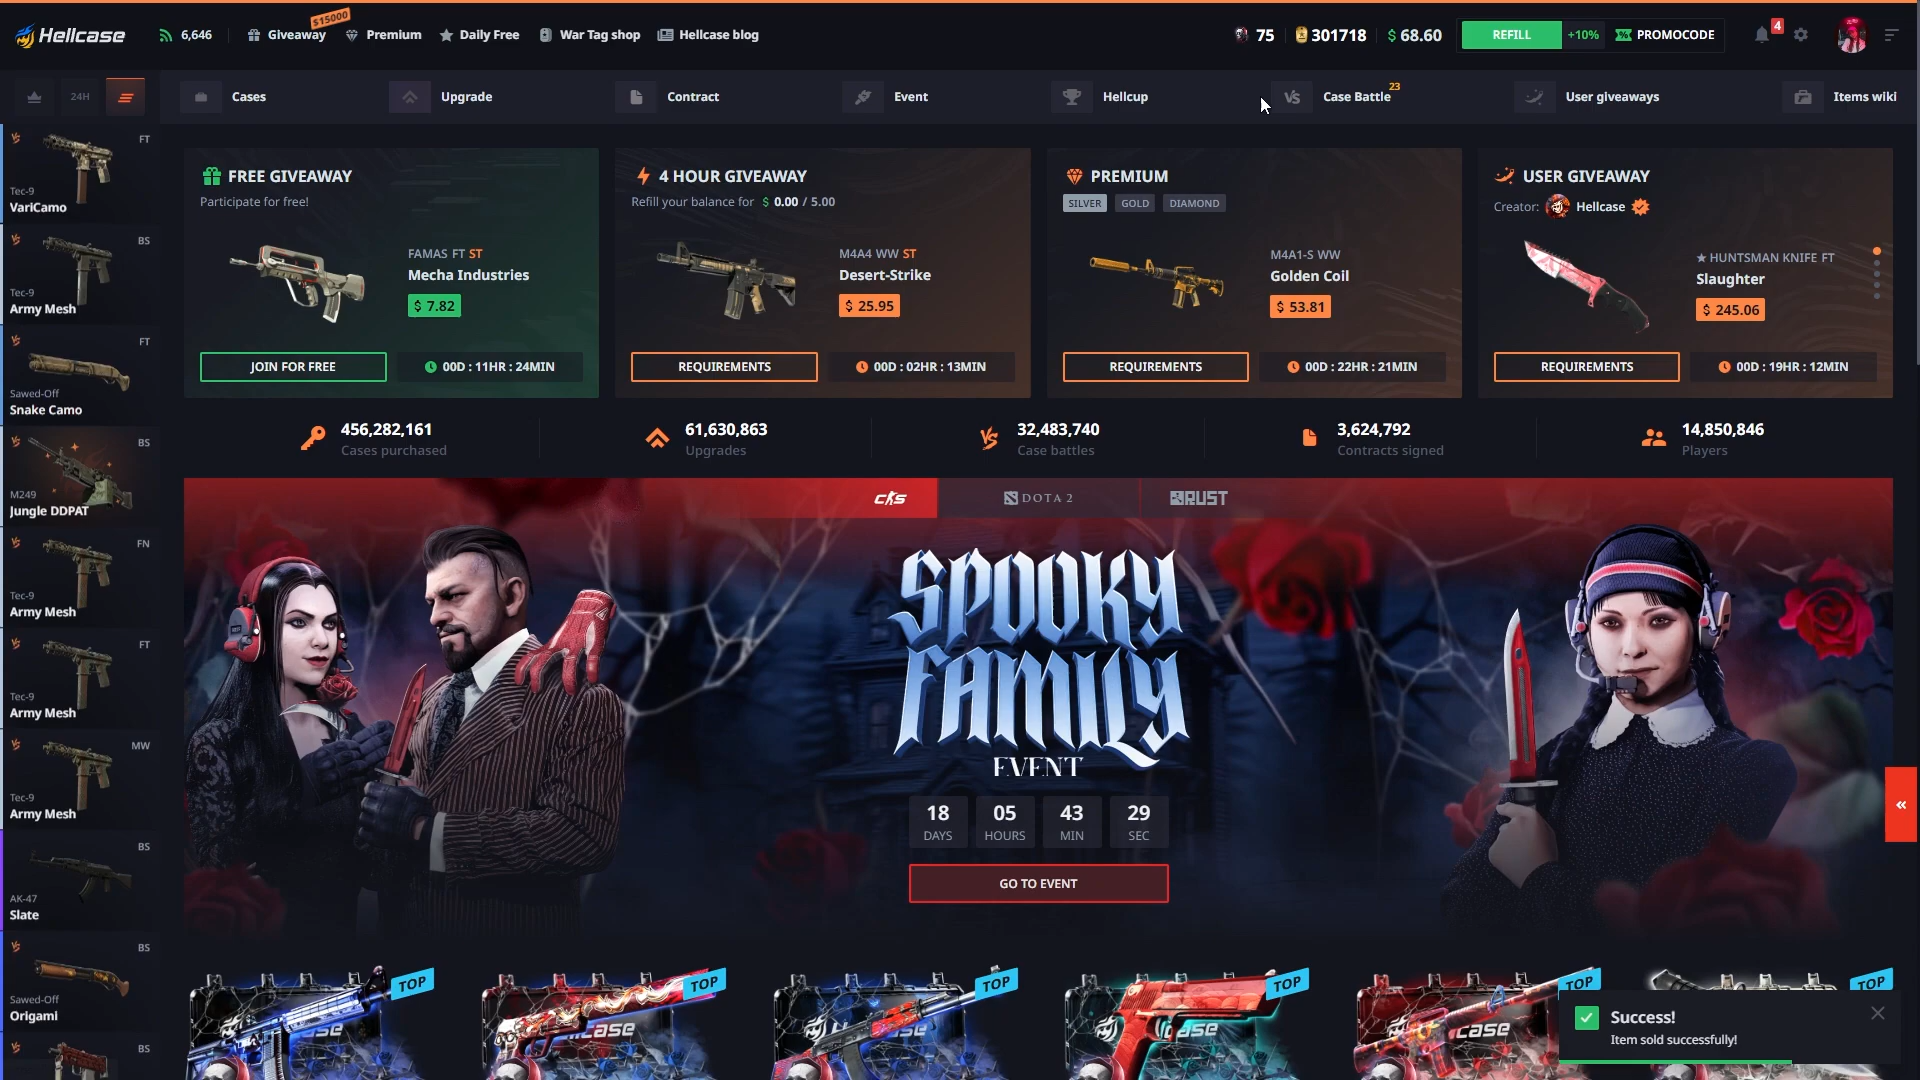 Hellcase
6,646
Giveaway
$15000
Premium
Daily Free
War Tag shop
Hellcase blog
75
301718
$ 68.60
REFILL
+10%
PROMOCODE
4
24H
Cases
Upgrade
Contract
Event
Hellcup
VS
Case Battle
23
User giveaways
Items wiki
FT
Tec-9
VariCamo
BS
Tec-9
Army Mesh
FT
Sawed-Off
Snake Camo
BS
M249
Jungle DDPAT
FN
Tec-9
Army Mesh
FT
Tec-9
Army Mesh
MW
Tec-9
Army Mesh
BS
AK-47
Slate
BS
Sawed-Off
Origami
BS
FREE GIVEAWAY
Participate for free!
FAMAS FT ST
Mecha Industries
$ 7.82
JOIN FOR FREE
00D : 11HR : 24MIN
4 HOUR GIVEAWAY
Refill your balance for $ 0.00 / 5.00
M4A4 WW ST
Desert-Strike
$ 25.95
REQUIREMENTS
00D : 02HR : 13MIN
PREMIUM
SILVER
GOLD
DIAMOND
M4A1-S WW
Golden Coil
$ 53.81
REQUIREMENTS
00D : 22HR : 21MIN
USER GIVEAWAY
Creator: Hellcase
★ HUNTSMAN KNIFE FT
Slaughter
$ 245.06
REQUIREMENTS
00D : 19HR : 12MIN
456,282,161
Cases purchased
61,630,863
Upgrades
VS
32,483,740
Case battles
3,624,792
Contracts signed
14,850,846
Players
CS
DOTA 2
RUST
SPOOKY
FAMILY
EVENT
18
DAYS
05
HOURS
43
MIN
29
SEC
GO TO EVENT
«
TOP
TOP
TOP
TOP
TOP
TOP
Success!
Item sold successfully!